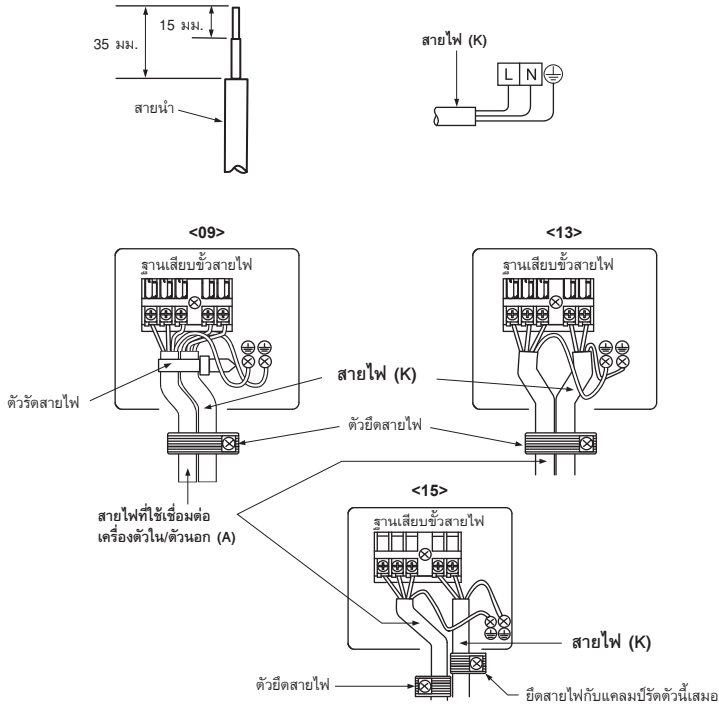 15 มม.
35 มม.
สายนำ
สายไฟ (K)
L N
<09>
ฐานเสียบขั้วสายไฟ
ตัวรัดสายไฟ
<13>
ฐานเสียบขั้วสายไฟ
สายไฟ (K)
ตัวยึดสายไฟ
สายไฟที่ใช้เชื่อมต่อ
เครื่องตัวใน/ตัวนอก (A)
<15>
ฐานเสียบขั้วสายไฟ
สายไฟ (K)
ตัวยึดสายไฟ
ยึดสายไฟกับแคลมป์รัดตัวนี้เสมอ